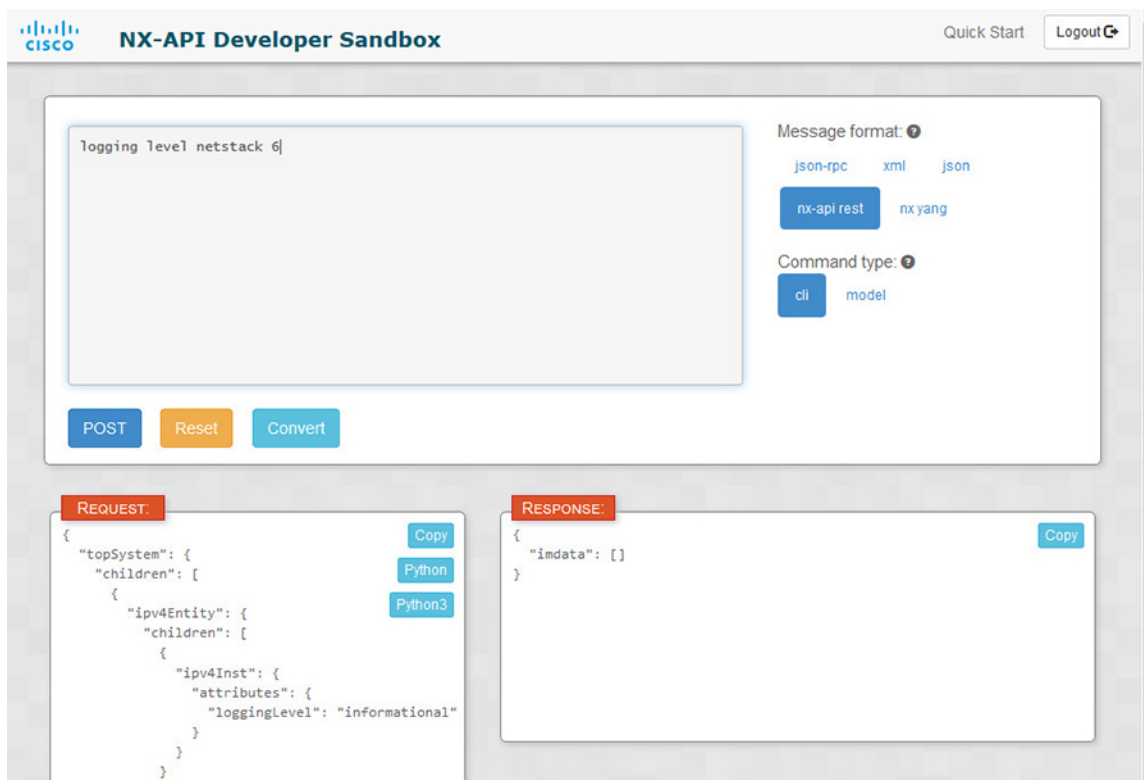 CISCO
NX-API Developer Sandbox
Quick Start
Logout
logging level netstack 6
Message format:
json-rpc xml json
nx-api rest nx yang
Command type:
cli model
POST Reset Convert
REQUEST:
Copy
Python
Python3
{
"topSystem": {
"children": [
{
"ipv4Entity": {
"children": [
{
"ipv4Inst": {
"attributes": {
"loggingLevel": "informational"
}
}
}
RESPONSE:
Copy
{
"imdata": []
}